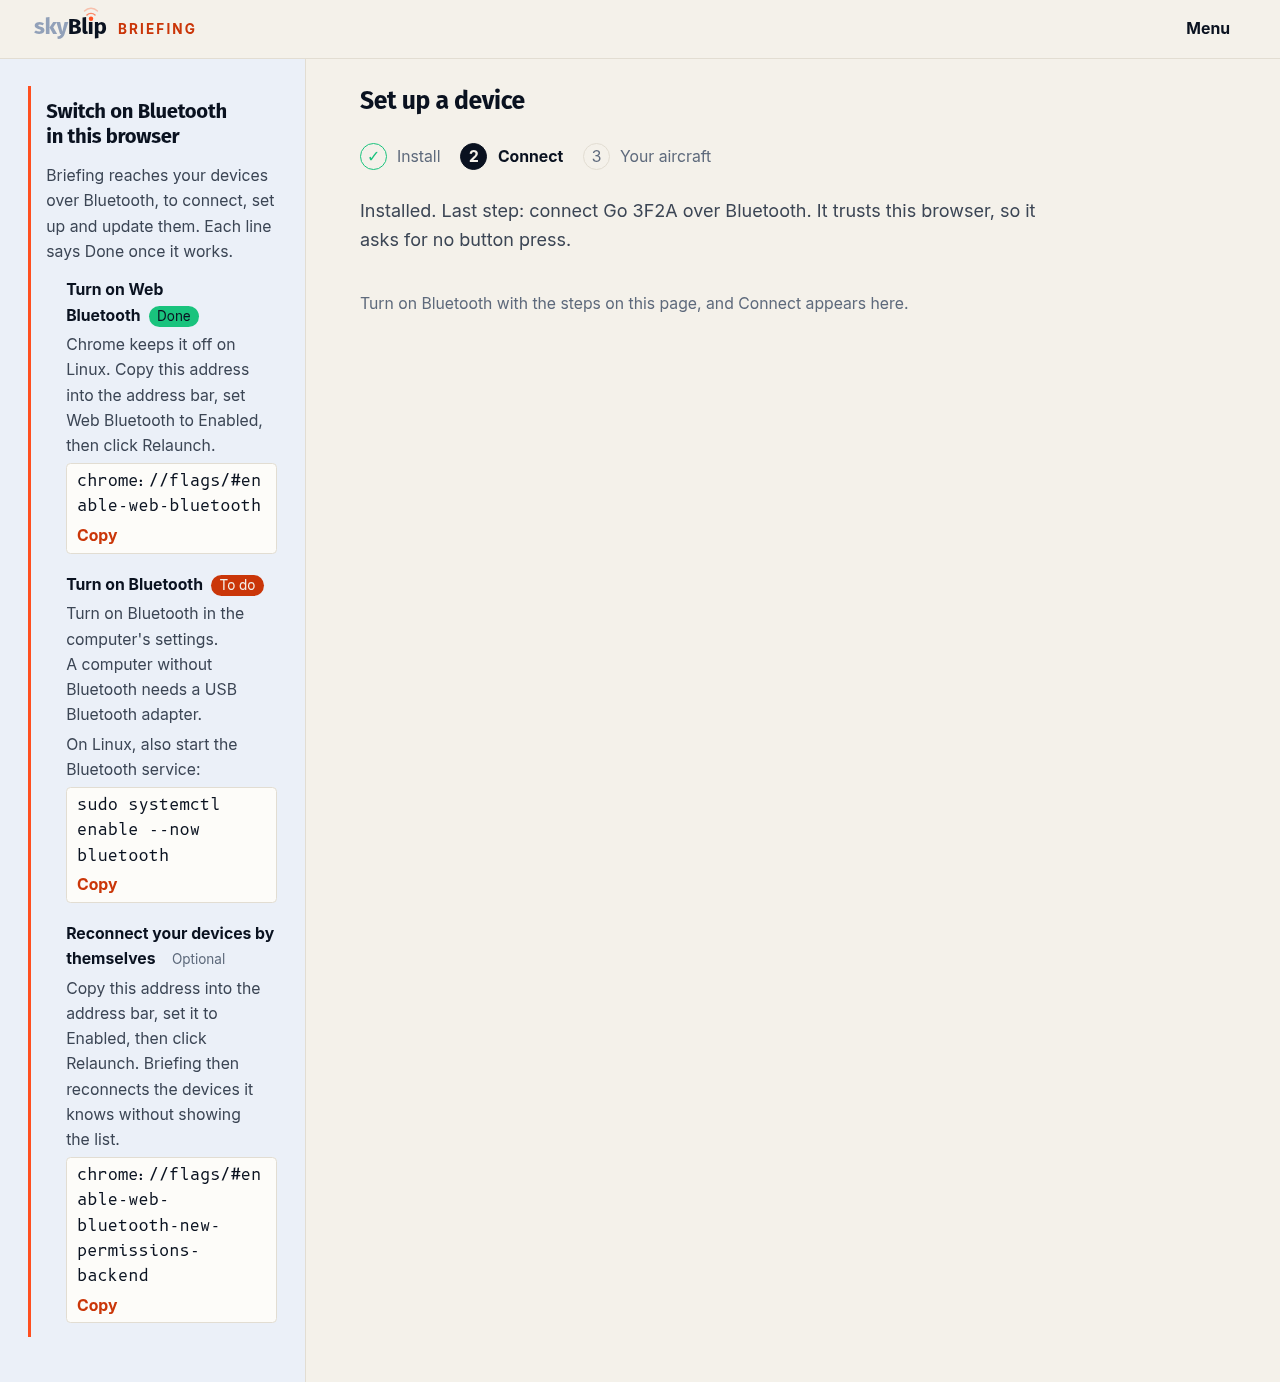 skyBlip BRIEFING
Menu
Switch on Bluetooth
in this browser
Briefing reaches your devices
over Bluetooth, to connect, set
up and update them. Each line
says Done once it works.
Turn on Web
Bluetooth Done
Chrome keeps it off on
Linux. Copy this address
into the address bar, set
Web Bluetooth to Enabled,
then click Relaunch.
chrome://flags/#en
able-web-bluetooth
Copy
Turn on Bluetooth To do
Turn on Bluetooth in the
computer's settings.
A computer without
Bluetooth needs a USB
Bluetooth adapter.
On Linux, also start the
Bluetooth service:
sudo systemctl
enable --now
bluetooth
Copy
Reconnect your devices by
themselves Optional
Copy this address into the
address bar, set it to
Enabled, then click
Relaunch. Briefing then
reconnects the devices it
knows without showing
the list.
chrome://flags/#en
able-web-
bluetooth-new-
permissions-
backend
Copy
Set up a device
✓ Install 2 Connect 3 Your aircraft
Installed. Last step: connect Go 3F2A over Bluetooth. It trusts this browser, so it
asks for no button press.
Turn on Bluetooth with the steps on this page, and Connect appears here.